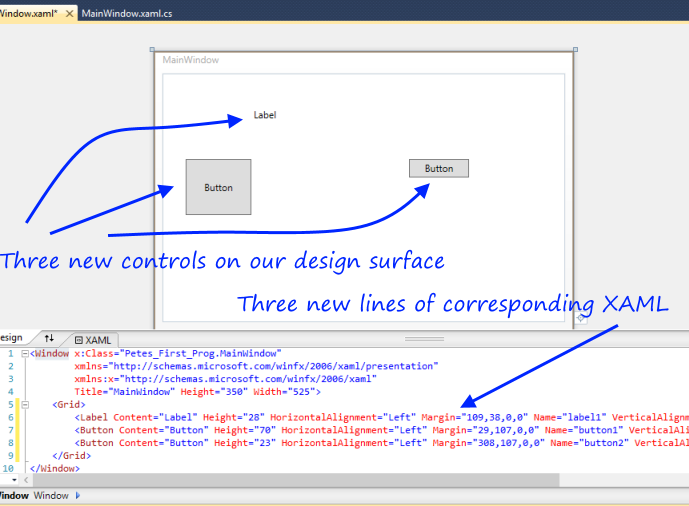 Window.xaml* MainWindow.xaml.cs
MainWindow
Label
Button
Button
Three new controls on our design surface
Three new lines of corresponding XAML
esign XAML
1 <Window x:Class="Petes_First_Prog.MainWindow"
2 xmlns="http://schemas.microsoft.com/winfx/2006/xaml/presentation"
3 xmlns:x="http://schemas.microsoft.com/winfx/2006/xaml"
4 Title="MainWindow" Height="350" Width="525">
5 <Grid>
6 <Label Content="Label" Height="28" HorizontalAlignment="Left" Margin="109,38,0,0" Name="label1" VerticalAlignm
7 <Button Content="Button" Height="70" HorizontalAlignment="Left" Margin="29,107,0,0" Name="button1" VerticalAli
8 <Button Content="Button" Height="23" HorizontalAlignment="Left" Margin="308,107,0,0" Name="button2" VerticalAl
9 </Grid>
10 </Window>
Window Window